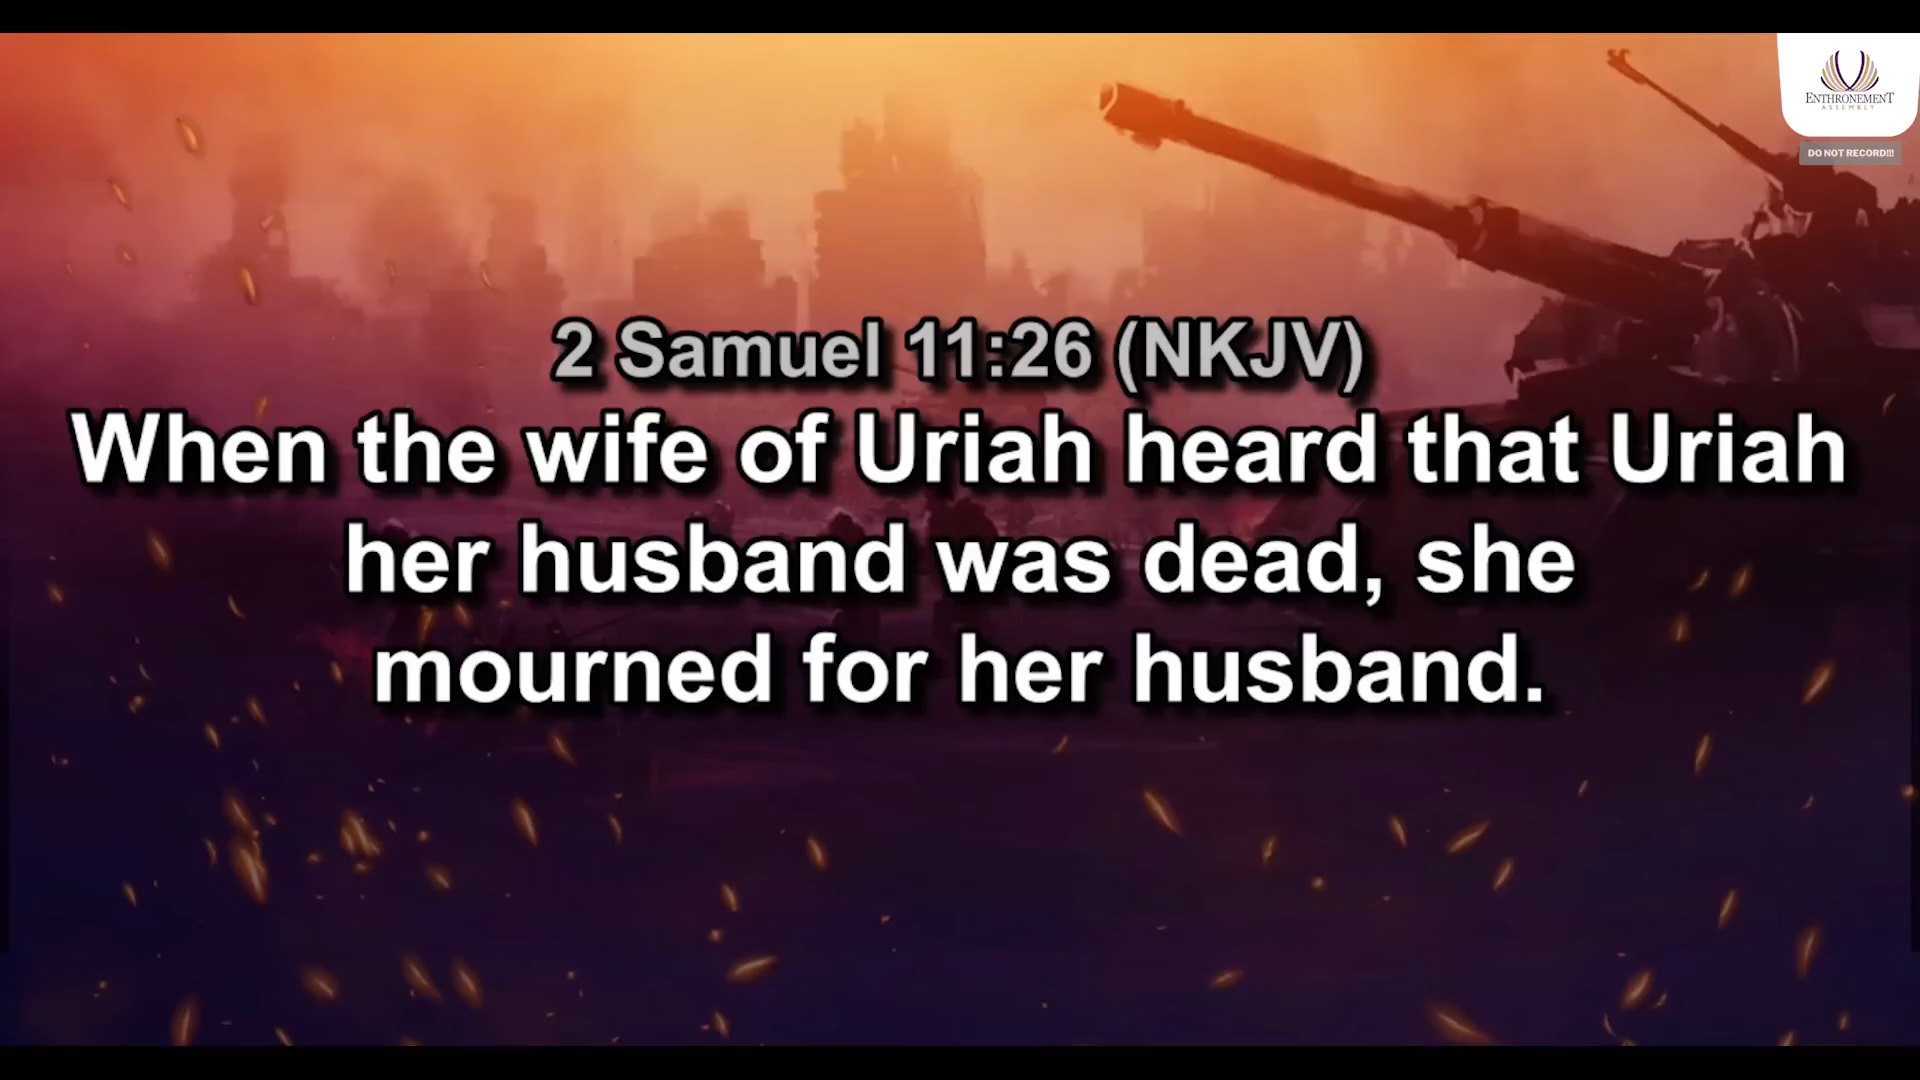 ENTHRONEMENT
ASSEMBLY
DO NOT RECORD!!!
2 Samuel 11:26 (NKJV)
When the wife of Uriah heard that Uriah
her husband was dead, she
mourned for her husband.